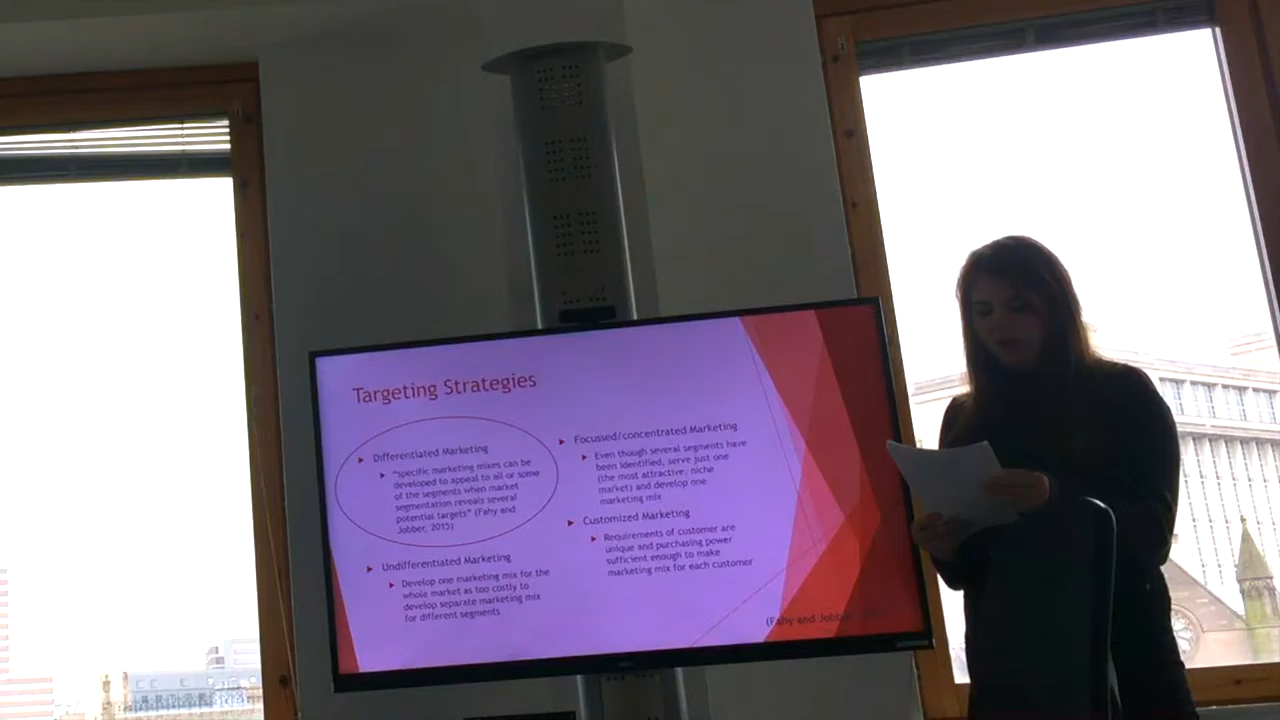 Targeting Strategies
Differentiated Marketing
"specific marketing mixes can be
developed to appeal to all or some
of the segments when market
segmentation reveals several
potential targets" (Fahy and
Jobber, 2015)
Undifferentiated Marketing
Develop one marketing mix for the
whole market as too costly to
develop separate marketing mix
for different segments
Focussed/concentrated Marketing
Even though several segments have
been identified, serve just one
(the most attractive, niche
market) and develop one
marketing mix
Customized Marketing
Requirements of customer are
unique and purchasing power
sufficient enough to make
marketing mix for each customer
(Fahy and